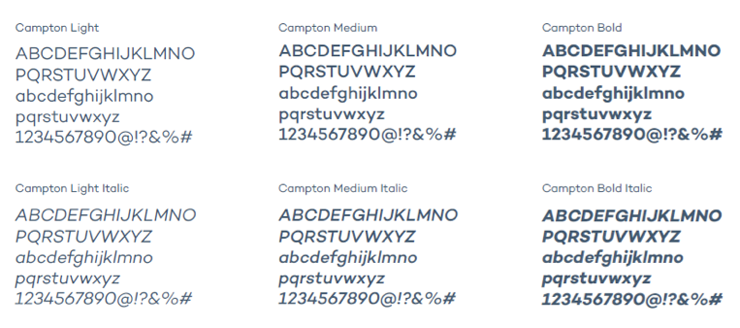 Campton Light
ABCDEFGHIJKLMNO
PQRSTUVWXYZ
abcdefghijklmno
pqrstuvwxyz
1234567890@!?&%#
Campton Medium
ABCDEFGHIJKLMNO
PQRSTUVWXYZ
abcdefghijklmno
pqrstuvwxyz
1234567890@!?&%#
Campton Bold
ABCDEFGHIJKLMNO
PQRSTUVWXYZ
abcdefghijklmno
pqrstuvwxyz
1234567890@!?&%#
Campton Light Italic
ABCDEFGHIJKLMNO
PQRSTUVWXYZ
abcdefghijklmno
pqrstuvwxyz
1234567890@!?&%#
Campton Medium Italic
ABCDEFGHIJKLMNO
PQRSTUVWXYZ
abcdefghijklmno
pqrstuvwxyz
1234567890@!?&%#
Campton Bold Italic
ABCDEFGHIJKLMNO
PQRSTUVWXYZ
abcdefghijklmno
pqrstuvwxyz
1234567890@!?&%#